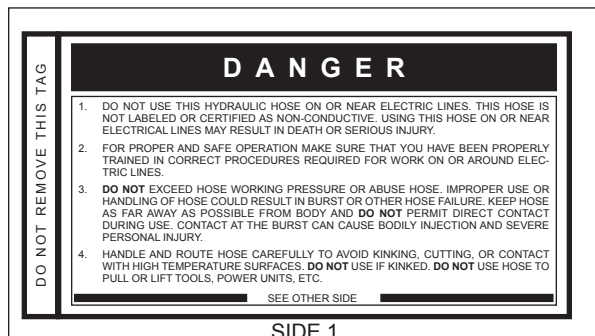 DO NOT REMOVE THIS TAG
DANGER
1. DO NOT USE THIS HYDRAULIC HOSE ON OR NEAR ELECTRIC LINES. THIS HOSE IS
NOT LABELED OR CERTIFIED AS NON-CONDUCTIVE. USING THIS HOSE ON OR NEAR
ELECTRICAL LINES MAY RESULT IN DEATH OR SERIOUS INJURY.
2. FOR PROPER AND SAFE OPERATION MAKE SURE THAT YOU HAVE BEEN PROPERLY
TRAINED IN CORRECT PROCEDURES REQUIRED FOR WORK ON OR AROUND ELEC-
TRIC LINES.
3. DO NOT EXCEED HOSE WORKING PRESSURE OR ABUSE HOSE. IMPROPER USE OR
HANDLING OF HOSE COULD RESULT IN BURST OR OTHER HOSE FAILURE. KEEP HOSE
AS FAR AWAY AS POSSIBLE FROM BODY AND DO NOT PERMIT DIRECT CONTACT
DURING USE. CONTACT AT THE BURST CAN CAUSE BODILY INJECTION AND SEVERE
PERSONAL INJURY.
4. HANDLE AND ROUTE HOSE CAREFULLY TO AVOID KINKING, CUTTING, OR CONTACT
WITH HIGH TEMPERATURE SURFACES. DO NOT USE IF KINKED. DO NOT USE HOSE TO
PULL OR LIFT TOOLS, POWER UNITS, ETC.
SEE OTHER SIDE
SIDE 1